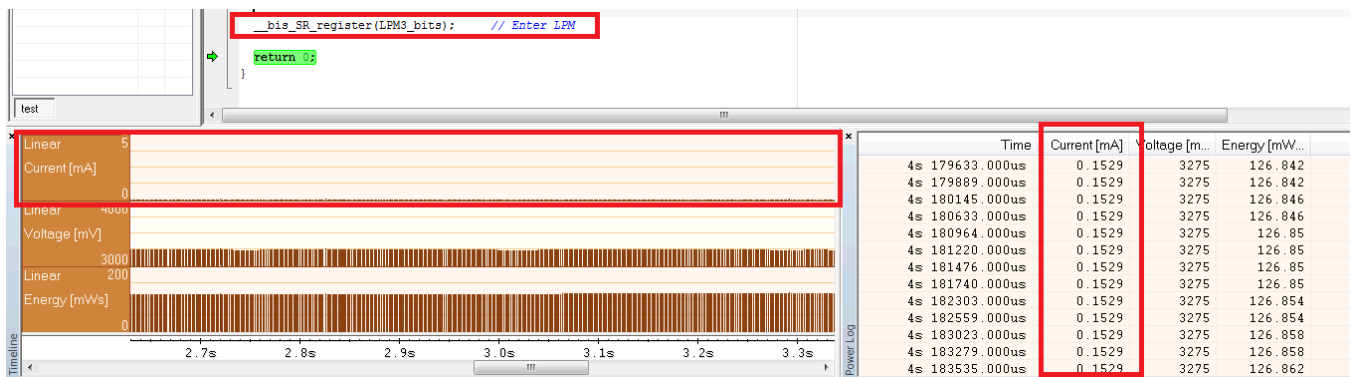 __bis_SR_register(LPM3_bits);      // Enter LPM
return 0;
}
test
Linear 5
Current [mA]
0
Linear 4000
Voltage [mV]
3000
Linear 200
Energy [mWs]
0
2.7s 2.8s 2.9s 3.0s 3.1s 3.2s 3.3s
Timeline
Power Log
Time Current [mA] Voltage [m... Energy [mW...
4s 179633.000us 0.1529 3275 126.842
4s 179889.000us 0.1529 3275 126.842
4s 180145.000us 0.1529 3275 126.846
4s 180633.000us 0.1529 3275 126.846
4s 180964.000us 0.1529 3275 126.85
4s 181220.000us 0.1529 3275 126.85
4s 181476.000us 0.1529 3275 126.85
4s 181740.000us 0.1529 3275 126.85
4s 182303.000us 0.1529 3275 126.854
4s 182559.000us 0.1529 3275 126.854
4s 183023.000us 0.1529 3275 126.858
4s 183279.000us 0.1529 3275 126.858
4s 183535.000us 0.1529 3275 126.862